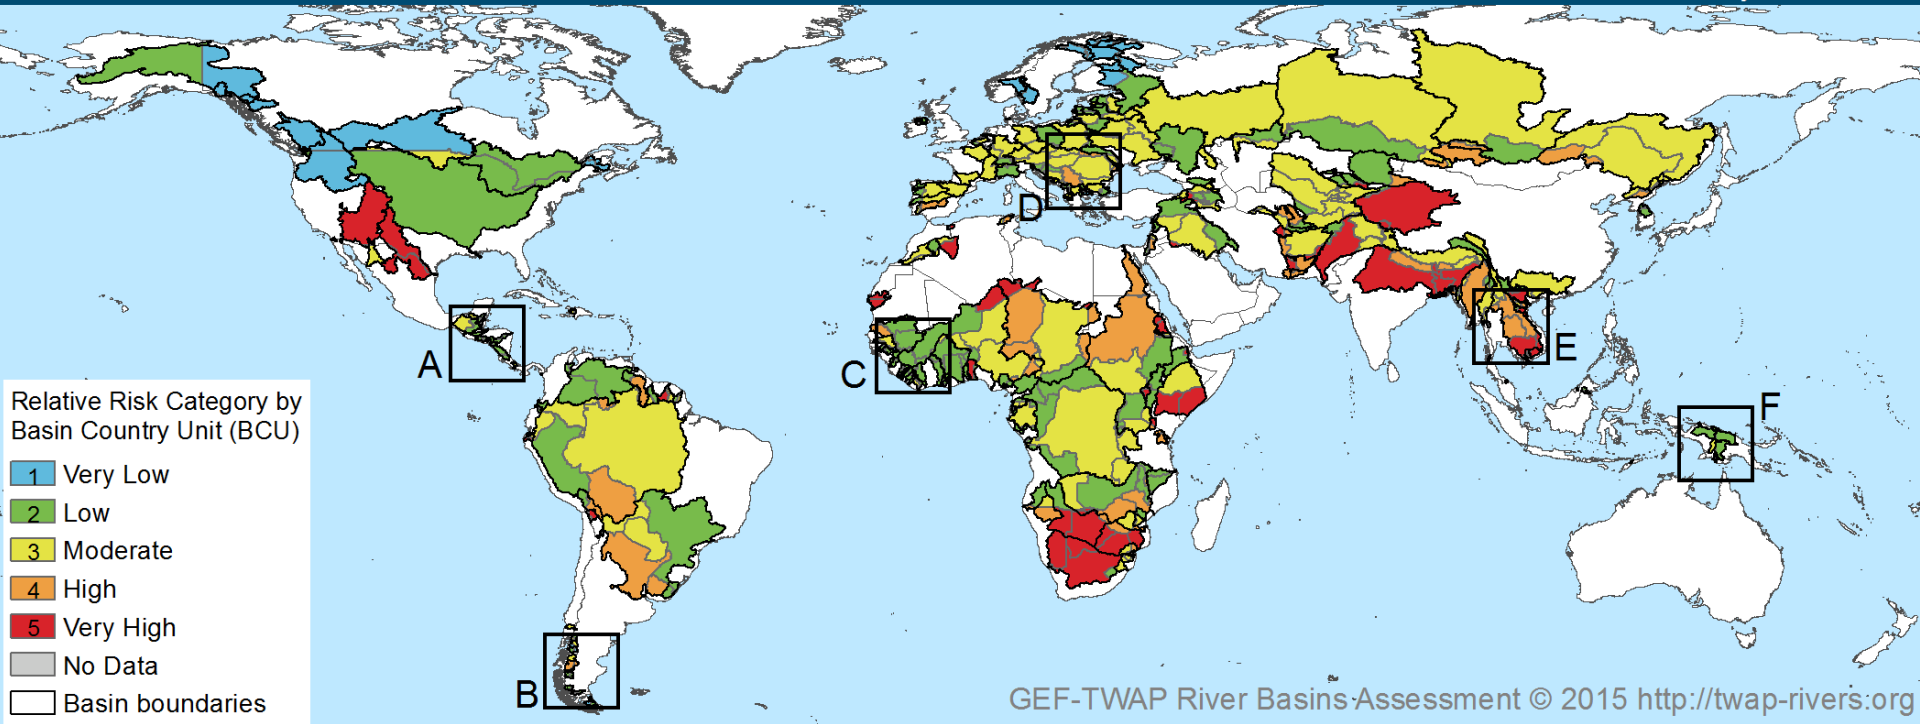 A
B
C
D
E
F
Relative Risk Category by
Basin Country Unit (BCU)
1 Very Low
2 Low
3 Moderate
4 High
5 Very High
No Data
Basin boundaries
GEF-TWAP River Basins Assessment © 2015 http://twap-rivers.org